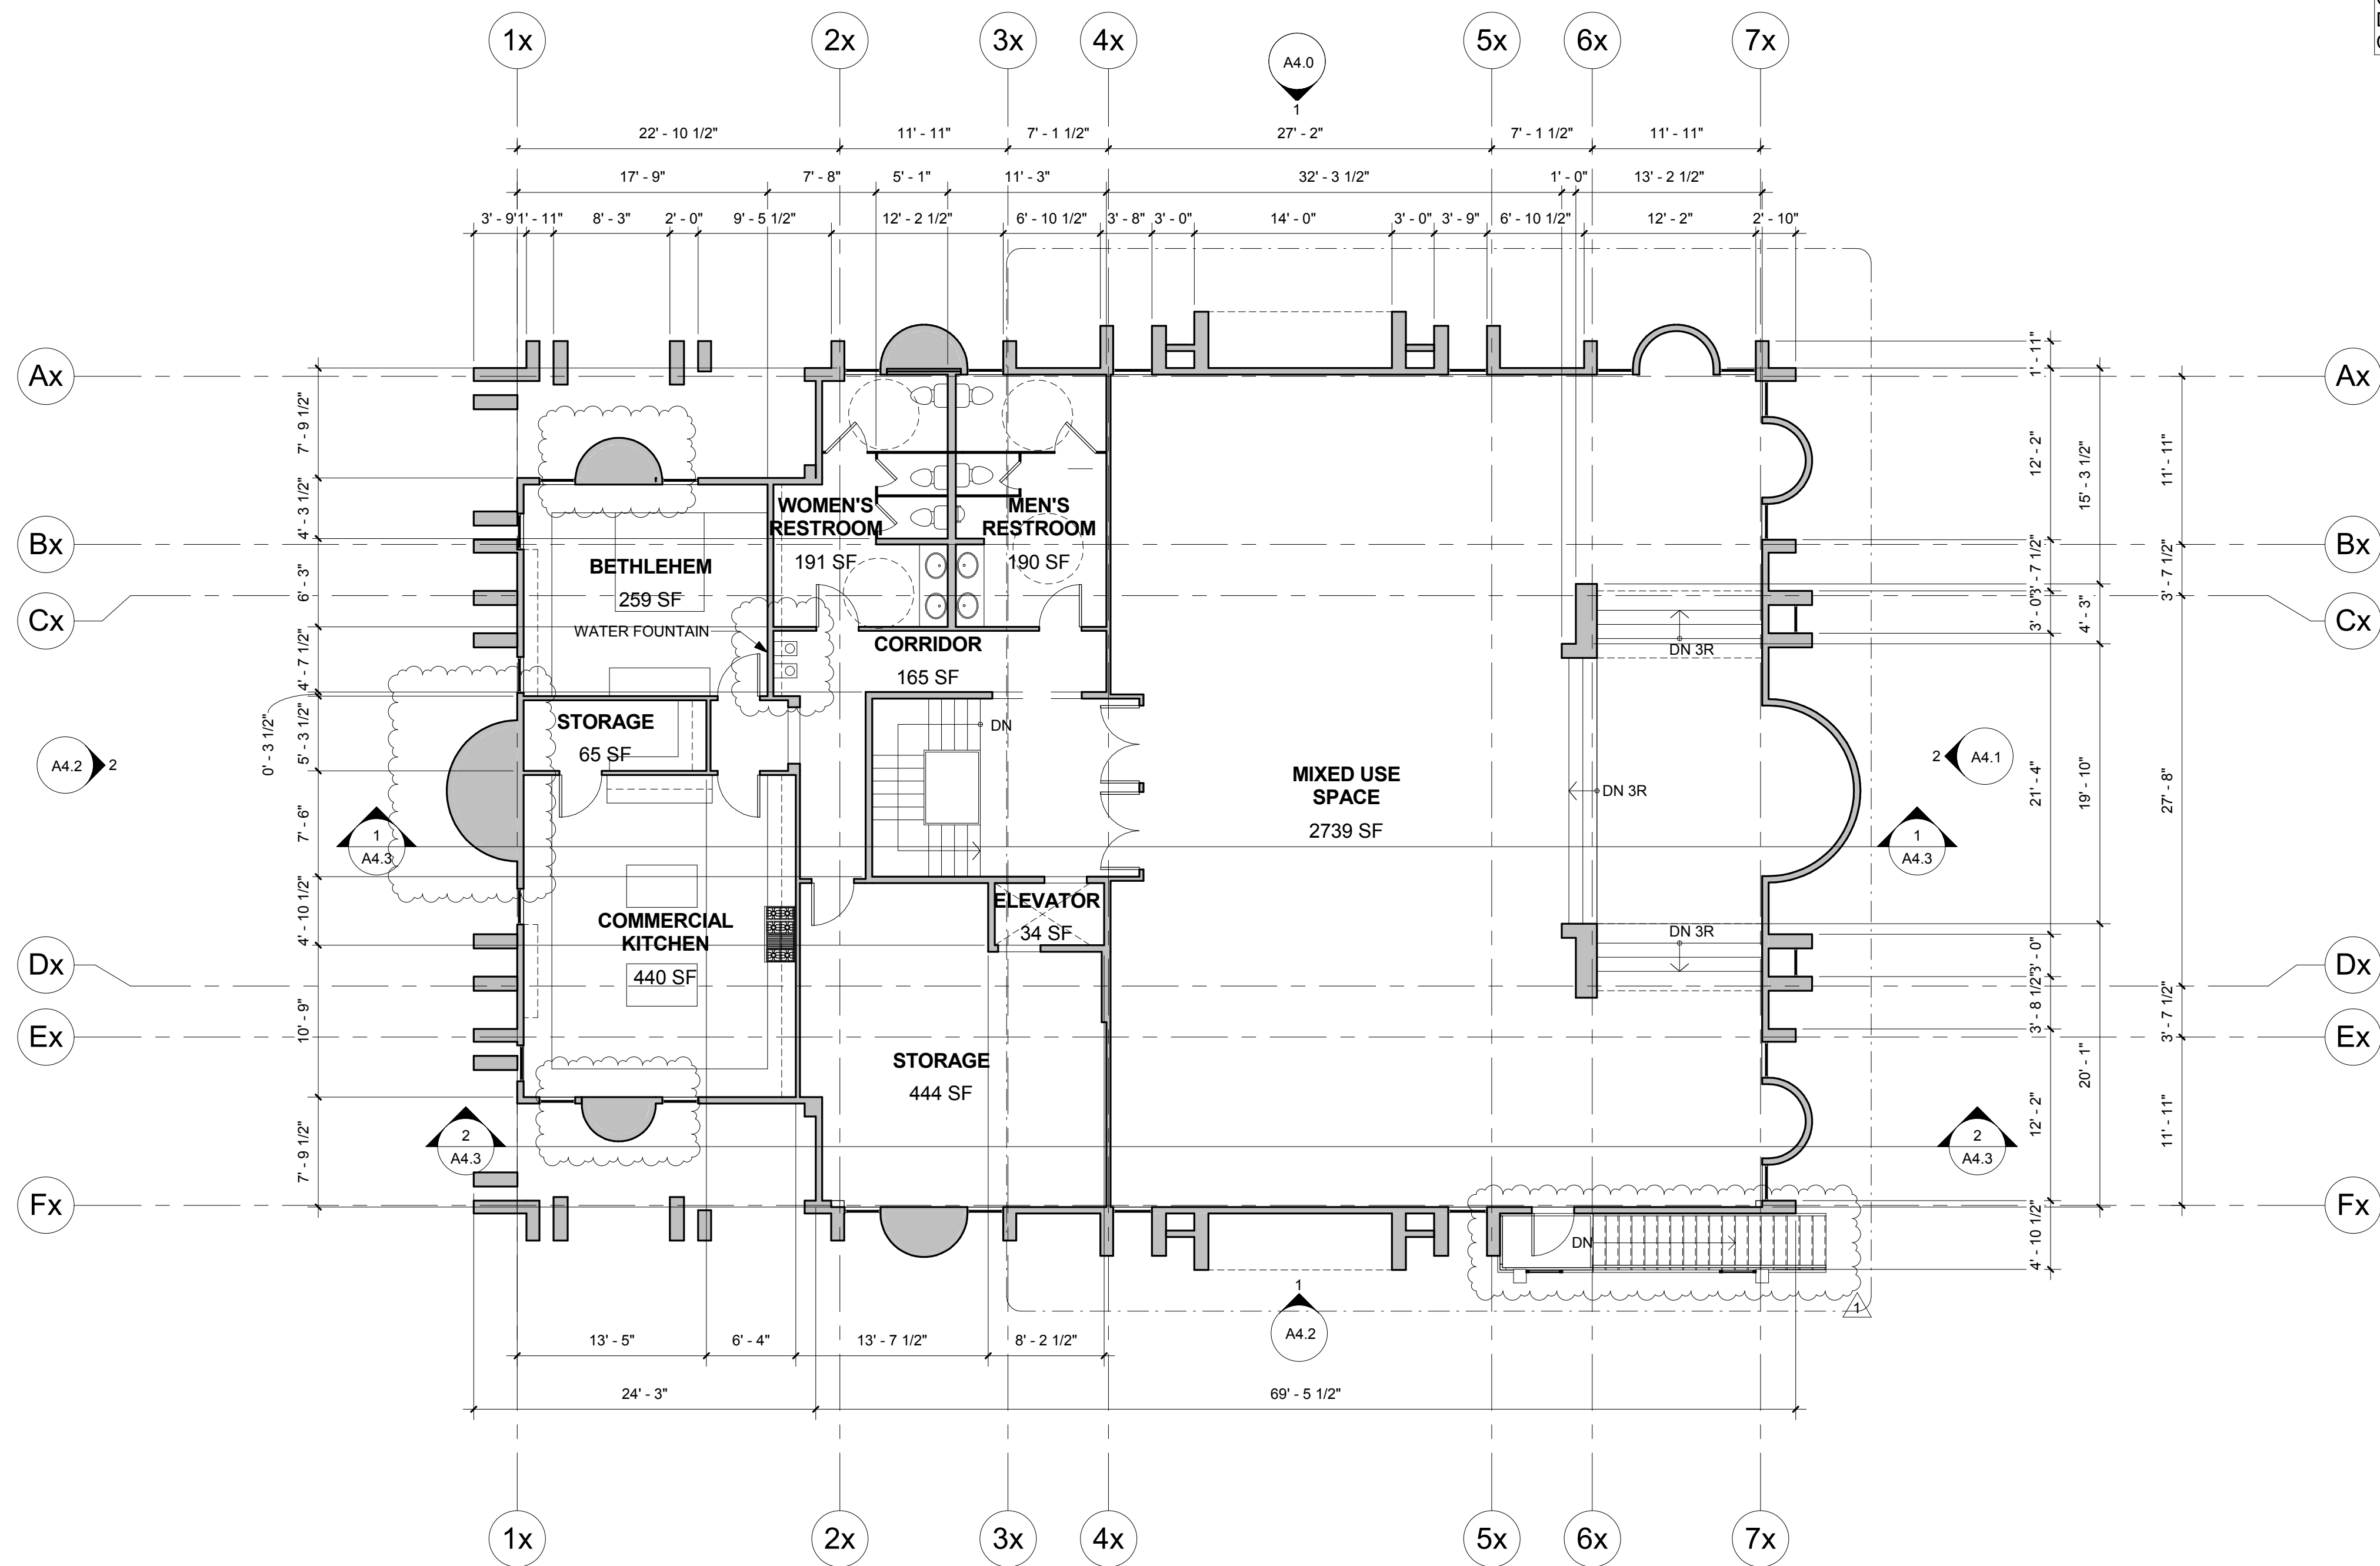 1x 2x 3x 4x 5x 6x 7x
A4.0
1
22' - 10 1/2" 11' - 11" 7' - 1 1/2" 27' - 2" 7' - 1 1/2" 11' - 11"
17' - 9" 7' - 8" 5' - 1" 11' - 3" 32' - 3 1/2" 1' - 0" 13' - 2 1/2"
3' - 9" 1' - 11" 8' - 3" 2' - 0" 9' - 5 1/2" 12' - 2 1/2" 6' - 10 1/2" 3' - 8" 3' - 0" 14' - 0" 3' - 0" 3' - 9" 6' - 10 1/2" 12' - 2" 2' - 10"
Ax
Bx
Cx
Dx
Ex
Fx
7' - 9 1/2"
4' - 3 1/2"
6' - 3"
4' - 7 1/2"
0' - 3 1/2"
5' - 3 1/2"
7' - 6"
4' - 10 1/2"
10' - 9"
7' - 9 1/2"
A4.2 2
1
A4.3
2
A4.3
WOMEN'S
RESTROOM
191 SF
MEN'S
RESTROOM
190 SF
BETHLEHEM
259 SF
WATER FOUNTAIN
CORRIDOR
165 SF
STORAGE
65 SF
DN
MIXED USE
SPACE
2739 SF
DN 3R
DN 3R
DN 3R
ELEVATOR
34 SF
COMMERCIAL
KITCHEN
440 SF
STORAGE
444 SF
DN
1
1
A4.2
2 A4.1
1
A4.3
2
A4.3
1' - 11"
12' - 2"
3' - 7 1/2"
3' - 0"
21' - 4"
3' - 0"
3' - 8 1/2"
12' - 2"
4' - 10 1/2"
15' - 3 1/2"
4' - 3"
19' - 10"
20' - 1"
11' - 11"
3' - 7 1/2"
27' - 8"
3' - 7 1/2"
11' - 11"
Ax
Bx
Cx
Dx
Ex
Fx
13' - 5" 6' - 4" 13' - 7 1/2" 8' - 2 1/2"
24' - 3" 69' - 5 1/2"
1x 2x 3x 4x 5x 6x 7x